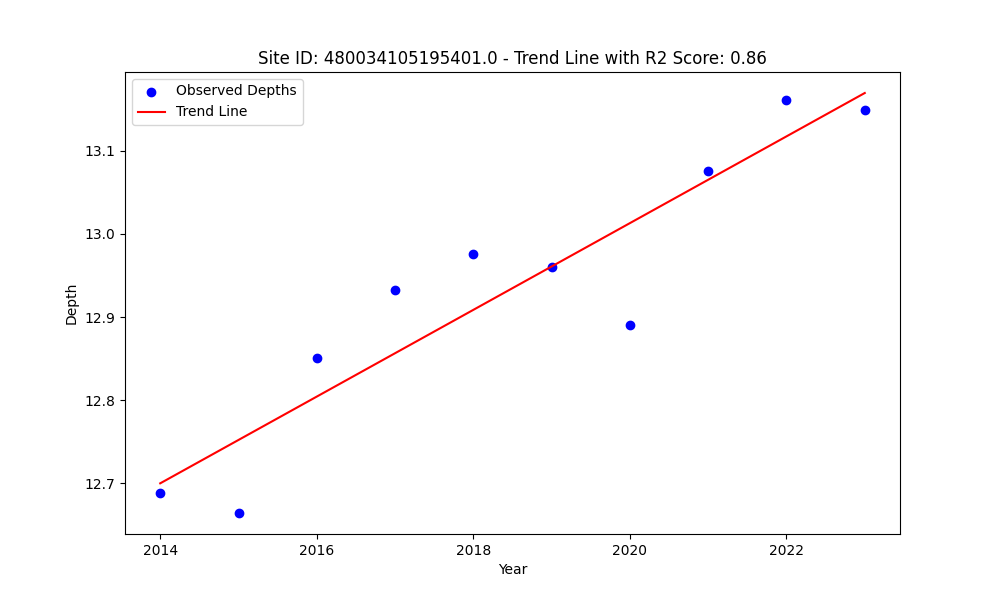 Site ID: 480034105195401.0 - Trend Line with R2 Score: 0.86
Observed Depths
Trend Line
13.1
13.0
12.9
12.8
12.7
Depth
2014
2016
2018
2020
2022
Year